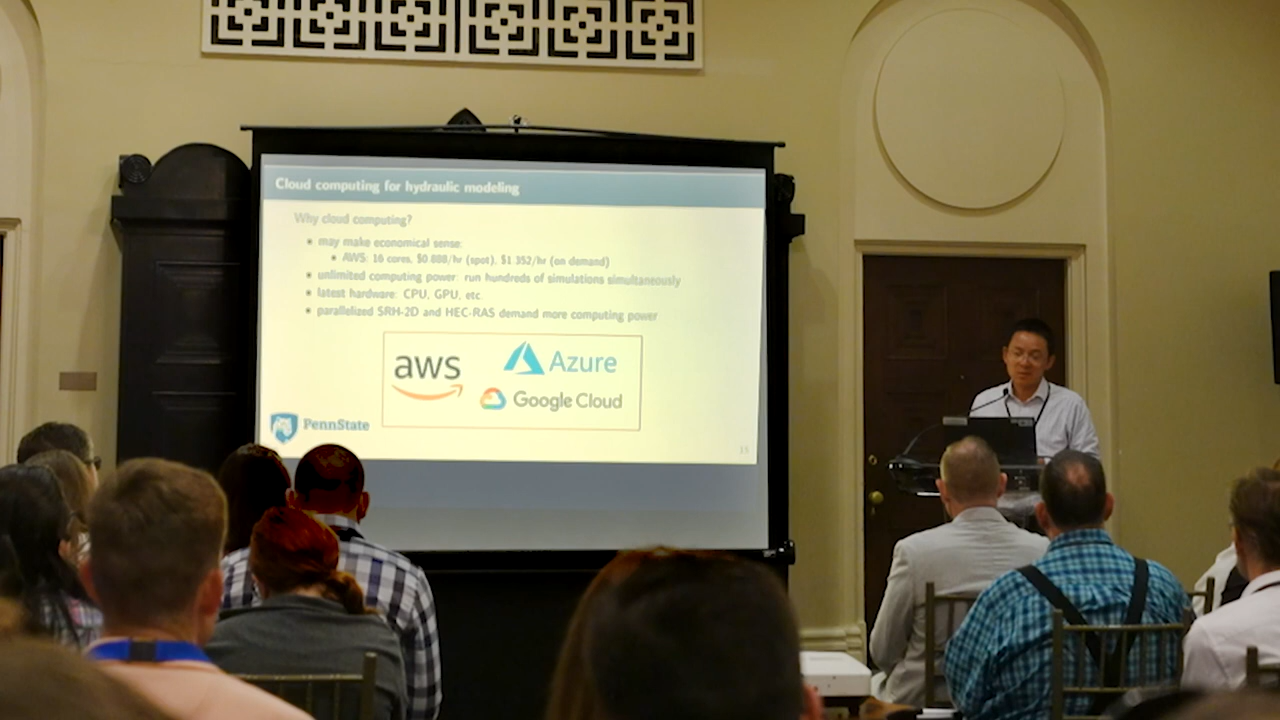 Cloud computing for hydraulic modeling
Why cloud computing?
may make economical sense:
AWS: 16 cores, $0.888/hr (spot), $1.352/hr (on demand)
unlimited computing power: run hundreds of simulations simultaneously
latest hardware: CPU, GPU, etc.
parallelized SRH-2D and HEC-RAS demand more computing power
aws
Azure
Google Cloud
PennState
15